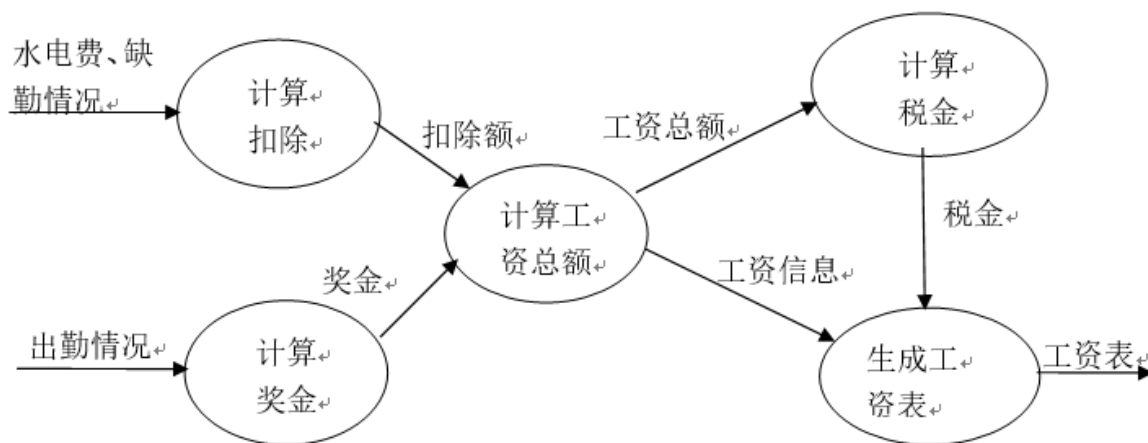 水电费、缺
勤情况
计算
扣除
扣除额
工资总额
计算
税金
计算工
资总额
税金
奖金
工资信息
出勤情况
计算
奖金
生成工
资表
工资表